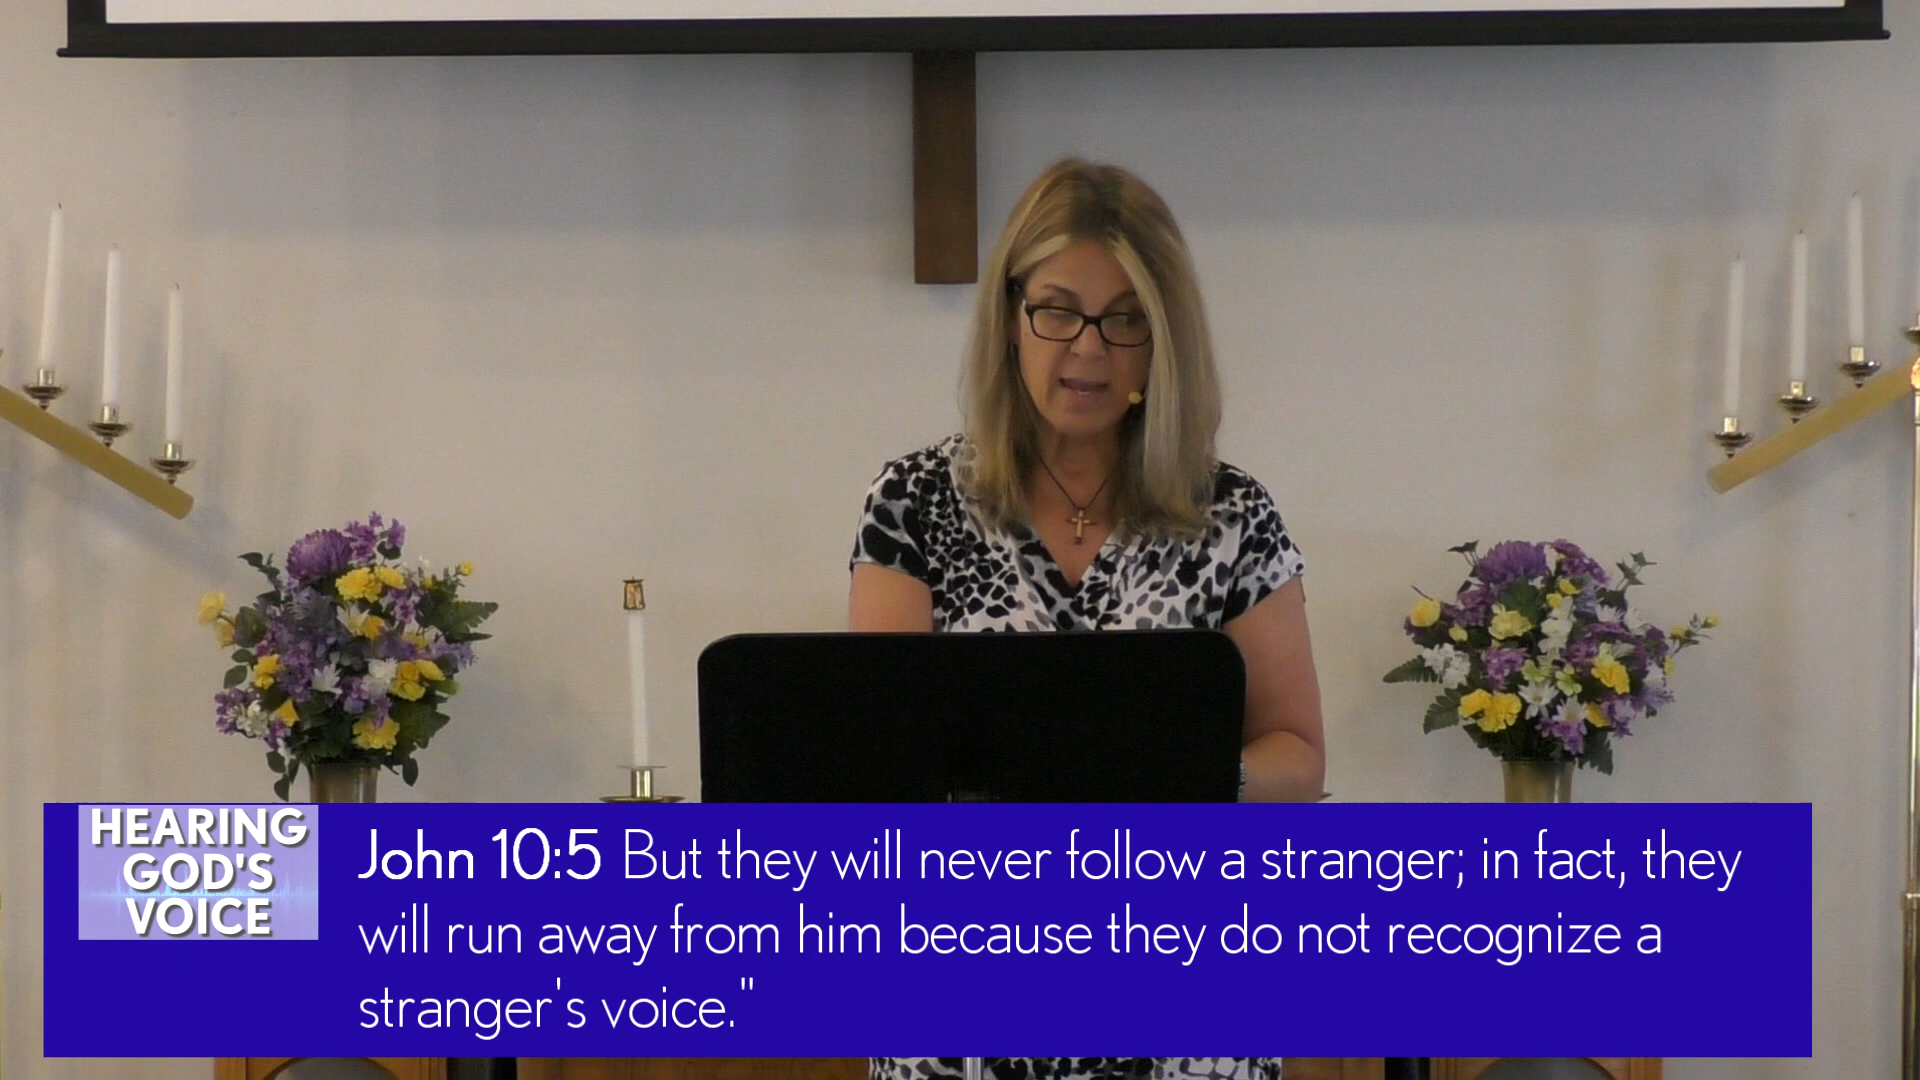 HEARING
GOD'S
VOICE
John 10:5 But they will never follow a stranger; in fact, they
will run away from him because they do not recognize a
stranger's voice."